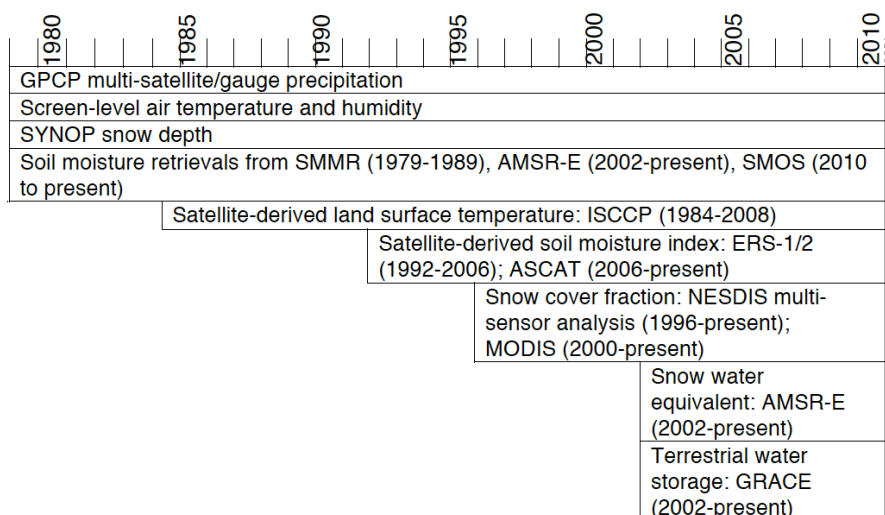 1980
1985
1990
1995
2000
2005
2010
GPCP multi-satellite/gauge precipitation
Screen-level air temperature and humidity
SYNOP snow depth
Soil moisture retrievals from SMMR (1979-1989), AMSR-E (2002-present), SMOS (2010
to present)
Satellite-derived land surface temperature: ISCCP (1984-2008)
Satellite-derived soil moisture index: ERS-1/2
(1992-2006); ASCAT (2006-present)
Snow cover fraction: NESDIS multi-
sensor analysis (1996-present);
MODIS (2000-present)
Snow water
equivalent: AMSR-E
(2002-present)
Terrestrial water
storage: GRACE
(2002-present)